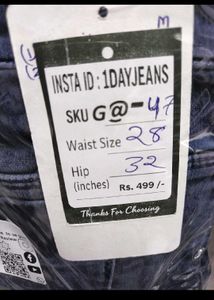 M
INSTA ID : 1DAYJEANS
SKU G@-47
Waist Size 28
Hip 32
(inches) Rs. 499 /-
Thanks For Choosing